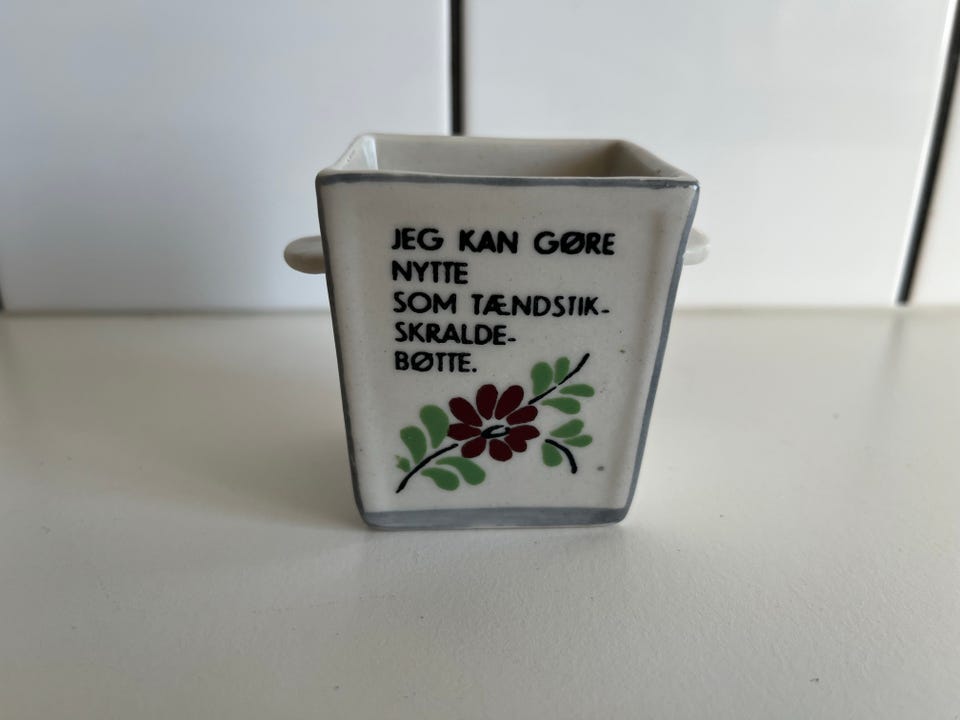 JEG KAN GØRE
NYTTE
SOM TÆNDSTIK-
SKRALDE-
BØTTE.